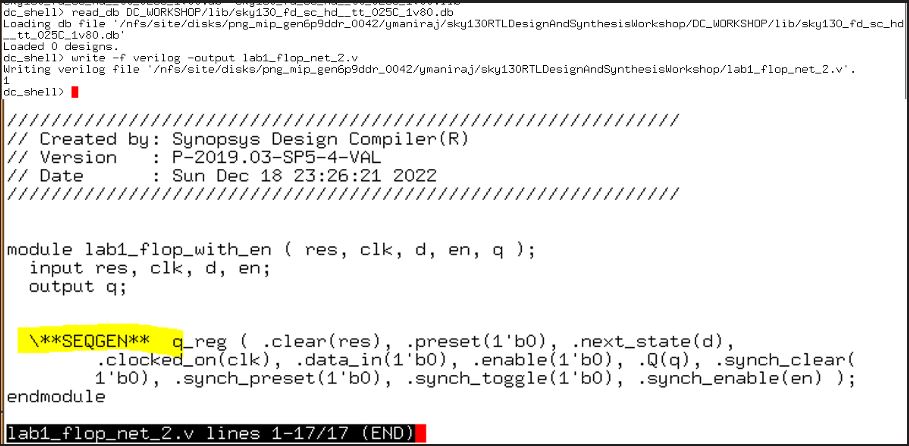 dc_shell> read_db DC_WORKSHOP/lib/sky130_fd_sc_hd__tt_025C_1v80.db
Loading db file '/nfs/site/disks/png_mip_gen6p9ddr_0042/ymaniraj/sky130RTLDesignAndSynthesisWorkshop/DC_WORKSHOP/lib/sky130_fd_sc_hd
__tt_025C_1v80.db'
Loaded 0 designs.
dc_shell> write -f verilog -output lab1_flop_net_2.v
Writing verilog file '/nfs/site/disks/png_mip_gen6p9ddr_0042/ymaniraj/sky130RTLDesignAndSynthesisWorkshop/lab1_flop_net_2.v'.
1
dc_shell>
/////////////////////////////////////////////////////////////
// Created by: Synopsys Design Compiler(R)
// Version   : P-2019.03-SP5-4-VAL
// Date      : Sun Dec 18 23:26:21 2022
/////////////////////////////////////////////////////////////
module lab1_flop_with_en ( res, clk, d, en, q );
input res, clk, d, en;
output q;
\**SEQGEN**  q_reg ( .clear(res), .preset(1'b0), .next_state(d),
.clocked_on(clk), .data_in(1'b0), .enable(1'b0), .Q(q), .synch_clear(
1'b0), .synch_preset(1'b0), .synch_toggle(1'b0), .synch_enable(en) );
endmodule
lab1_flop_net_2.v lines 1-17/17 (END)